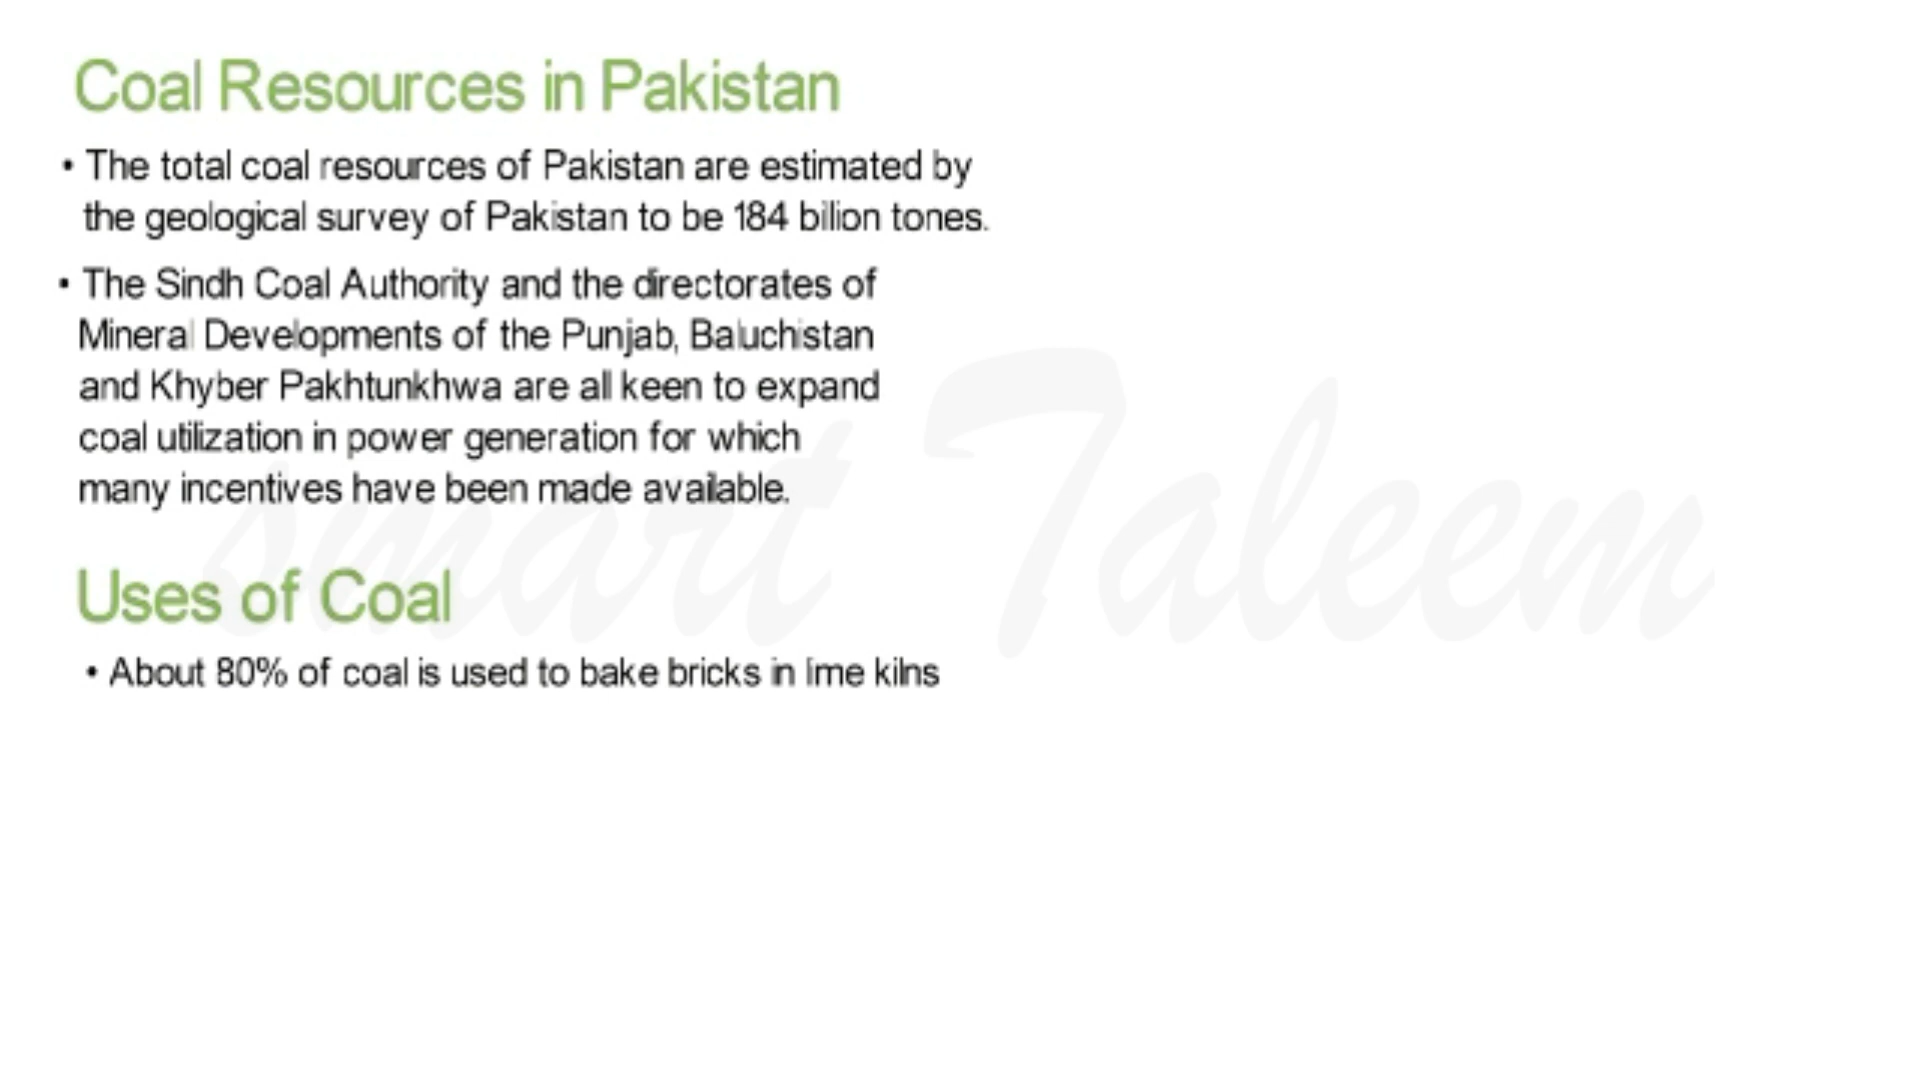 Coal Resources in Pakistan
• The total coal resources of Pakistan are estimated by
the geological survey of Pakistan to be 184 bilion tones.
• The Sindh Coal Authority and the directorates of
Mineral Developments of the Punjab, Baluchistan
and Khyber Pakhtunkhwa are all keen to expand
coal utilization in power generation for which
many incentives have been made available.
smart Taleem
Uses of Coal
• About 80% of coal is used to bake bricks in lime kilns